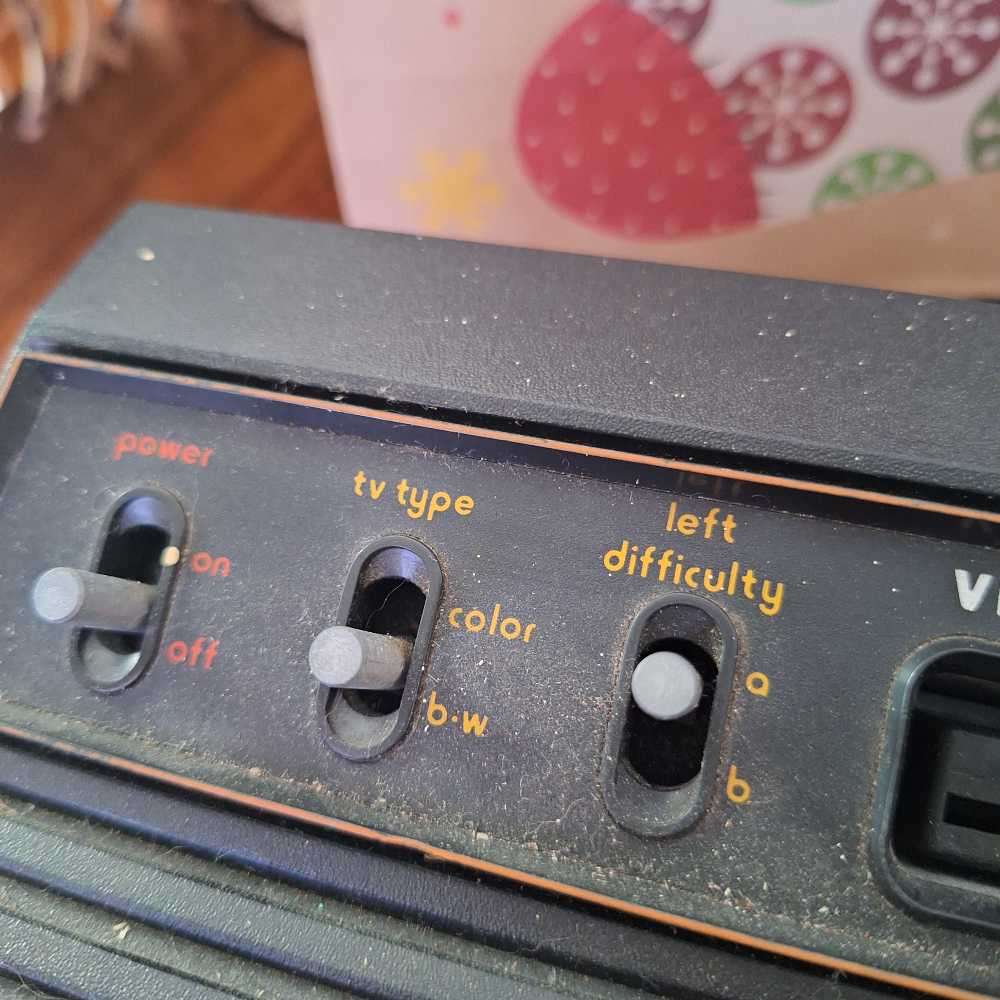 power
on
off
tv type
color
b·w
left
difficulty
a
b